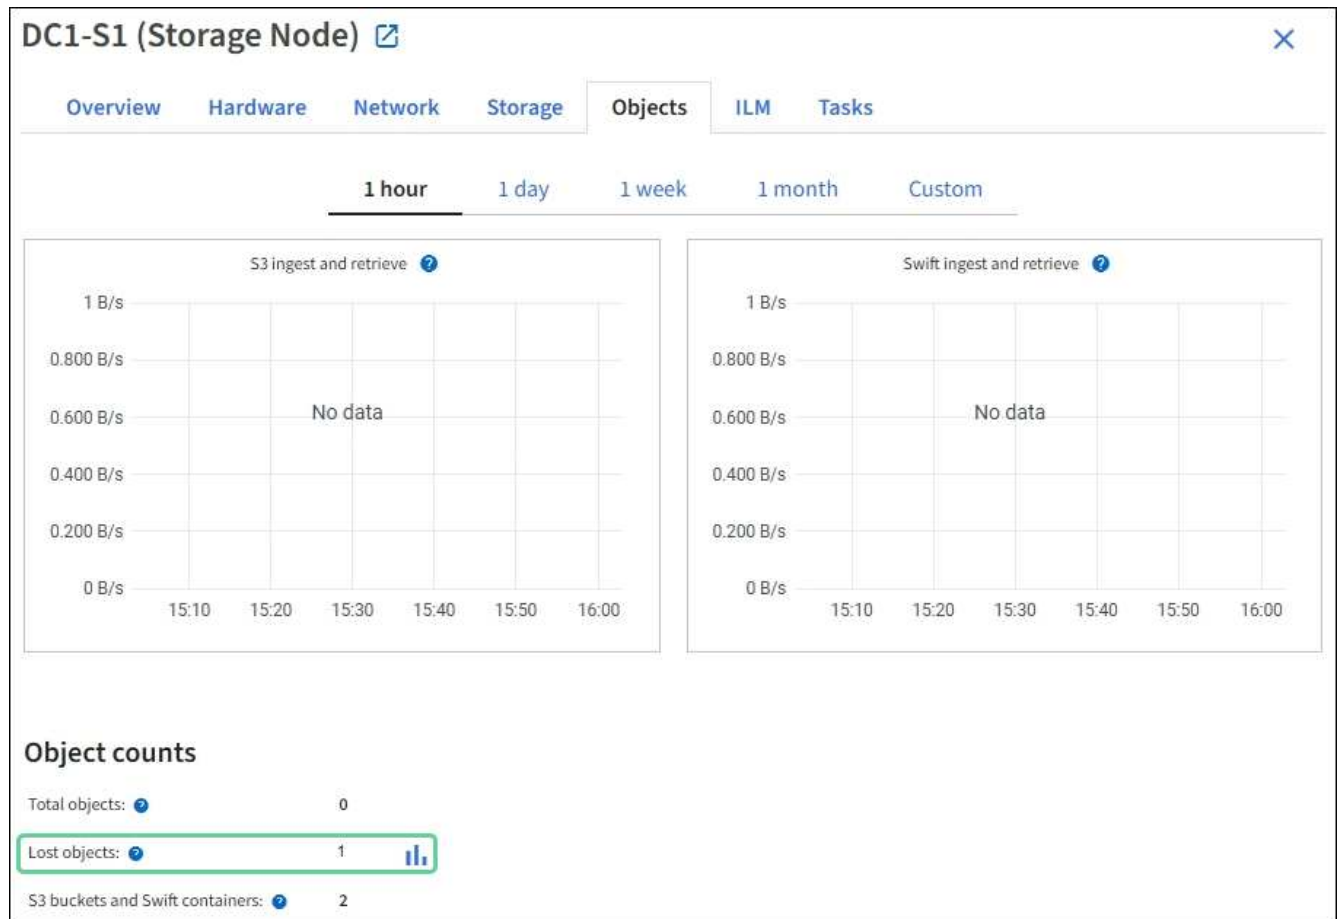 DC1-S1 (Storage Node)
Overview Hardware Network Storage Objects ILM Tasks
1 hour 1 day 1 week 1 month Custom
S3 ingest and retrieve
1 B/s
0.800 B/s
0.600 B/s
0.400 B/s
0.200 B/s
0 B/s
No data
15:10 15:20 15:30 15:40 15:50 16:00
Swift ingest and retrieve
1 B/s
0.800 B/s
0.600 B/s
0.400 B/s
0.200 B/s
0 B/s
No data
15:10 15:20 15:30 15:40 15:50 16:00
Object counts
Total objects: ? 0
Lost objects: ? 1
S3 buckets and Swift containers: ? 2